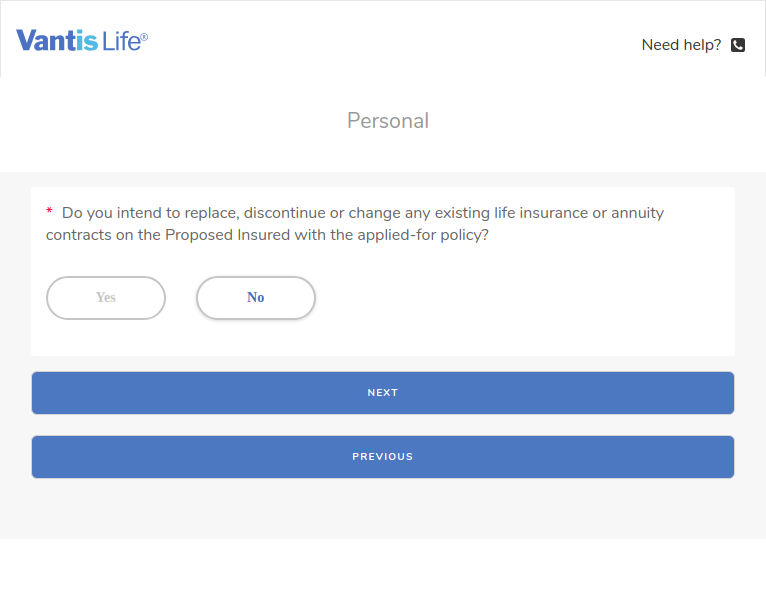 Vantis Life®
Need help?
Personal
* Do you intend to replace, discontinue or change any existing life insurance or annuity
contracts on the Proposed Insured with the applied-for policy?
Yes
No
NEXT
PREVIOUS